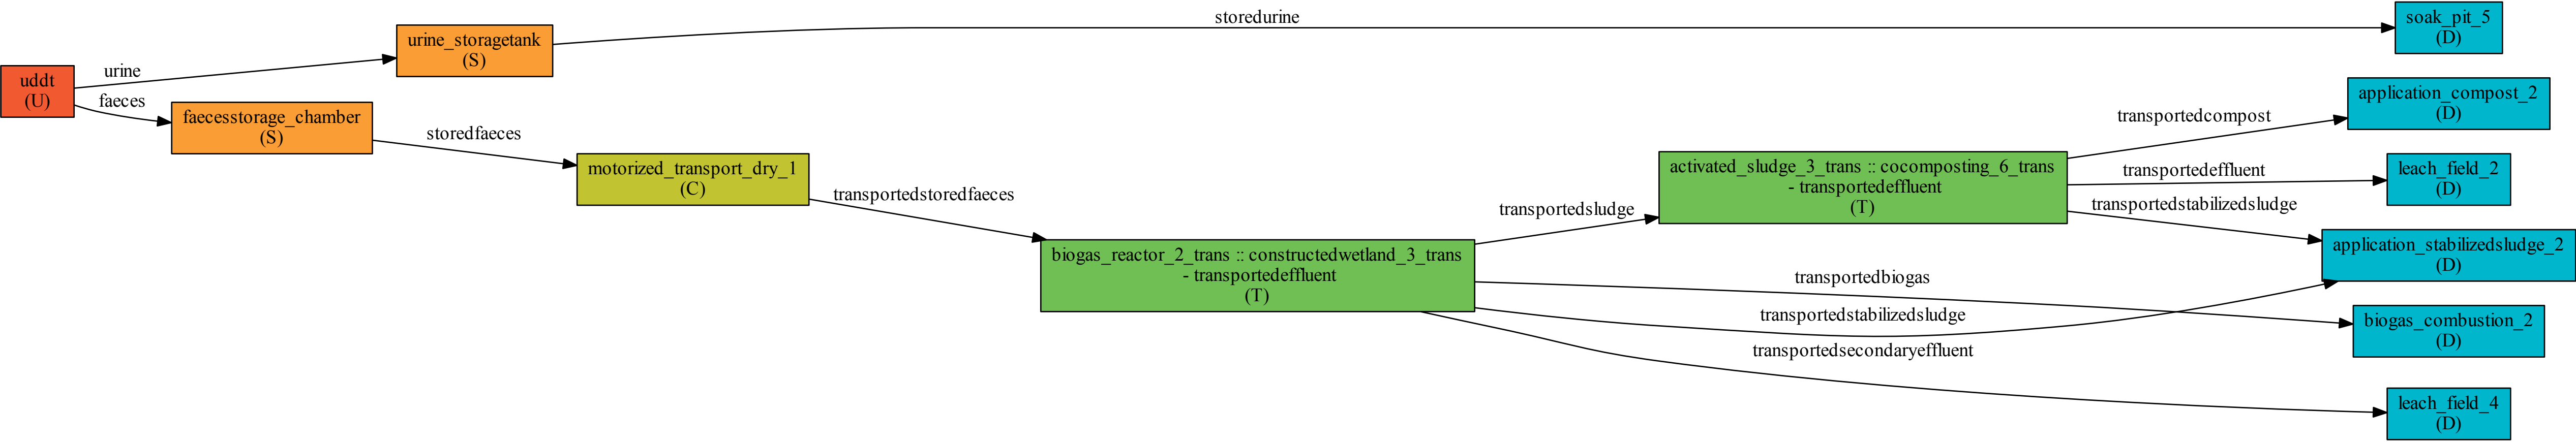 uddt
(U)
urine
faeces
urine_storagetank
(S)
faecesstorage_chamber
(S)
storedurine
storedfaeces
motorized_transport_dry_1
(C)
transportedstoredfaeces
biogas_reactor_2_trans :: constructedwetland_3_trans
- transportedeffluent
(T)
transportedsludge
activated_sludge_3_trans :: cocomposting_6_trans
- transportedeffluent
(T)
transportedbiogas
transportedstabilizedsludge
transportedsecondaryeffluent
transportedcompost
transportedeffluent
transportedstabilizedsludge
soak_pit_5
(D)
application_compost_2
(D)
leach_field_2
(D)
application_stabilizedsludge_2
(D)
biogas_combustion_2
(D)
leach_field_4
(D)